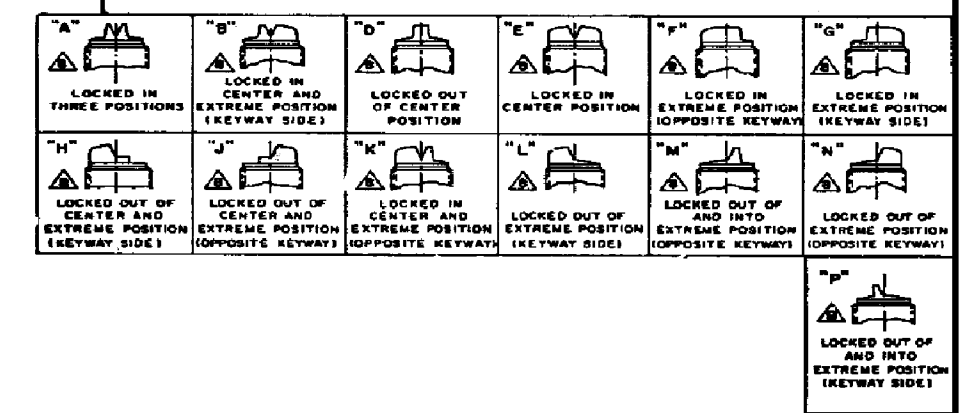 "A"
LOCKED IN
THREE POSITIONS
"B"
LOCKED IN
CENTER AND
EXTREME POSITION
(KEYWAY SIDE)
"D"
LOCKED OUT
OF CENTER
POSITION
"E"
LOCKED IN
CENTER POSITION
"F"
LOCKED IN
EXTREME POSITION
(OPPOSITE KEYWAY)
"G"
LOCKED IN
EXTREME POSITION
(KEYWAY SIDE)
"H"
LOCKED OUT OF
CENTER AND
EXTREME POSITION
(KEYWAY SIDE)
"J"
LOCKED OUT OF
CENTER AND
EXTREME POSITION
(OPPOSITE KEYWAY)
"K"
LOCKED IN
CENTER AND
EXTREME POSITION
(OPPOSITE KEYWAY)
"L"
LOCKED OUT OF
EXTREME POSITION
(KEYWAY SIDE)
"M"
LOCKED OUT OF
AND INTO
EXTREME POSITION
(OPPOSITE KEYWAY)
"N"
LOCKED OUT OF
EXTREME POSITION
(OPPOSITE KEYWAY)
"P"
LOCKED OUT OF
AND INTO
EXTREME POSITION
(KEYWAY SIDE)